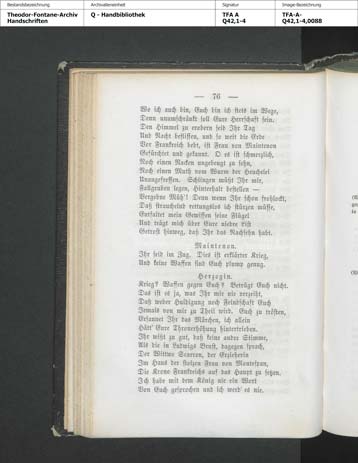 Bestandsbezeichnung Archivalieneinheit Signatur Image-Bezeichnung
Theodor-Fontane-Archiv Q - Handbibliothek TFA A TFA-A-
Handschriften Q42,1-4 Q42,1-4,0088
— 76 —
Wo ich auch bin, Euch bin ich stets im Wege,
Denn unumschränkt soll Eure Herrschaft sein.
Den Himmel zu erobern seid Ihr Tag
Und Nacht beflissen, und so weit die Erde
Vor Frankreich bebt, ist Frau von Maintenon
Gefürchtet und gekannt. O es ist schmerzlich,
Noch einen Nacken ungebeugt zu sehn,
Noch einen Muth vom Wurm der Heuchelei
Unangefressen. Schlingen müßt Ihr mir,
Fallgruben legen, Hinterhalt bestellen —
Vergebne Müh'! Denn wenn Ihr schon frohlockt,
Daß strauchelnd rettungslos ich stürzen müsse,
Entfaltet mein Gewissen seine Flügel
Und trägt mich über Eure niedre List
Getrost hinweg, daß Ihr das Nachsehn habt.
Maintenon.
Ihr seid im Zug. Dies ist erklärter Krieg,
Und keine Waffen sind Euch plump genug.
Herzogin.
Krieg? Waffen gegen Euch? Betrügt Euch nicht.
Das ist es ja, was Ihr mir nie verzeiht,
Daß weder Huldigung noch Feindschaft Euch
Jemals von mir zu Theil wird. Euch zu trösten,
Ersannet Ihr das Märchen, ich allein
Hätt' Eure Thronerhöhung hintertrieben.
Ihr wißt zu gut, daß keine andre Stimme,
Als die in Ludwigs Brust, dagegen sprach,
Der Wittwe Scarron, der Erzieherin
Im Haus der stolzen Frau von Montespan,
Die Krone Frankreichs auf das Haupt zu setzen.
Ich habe mit dem König nie ein Wort
Von Euch gesprochen und ich werd' es nie.